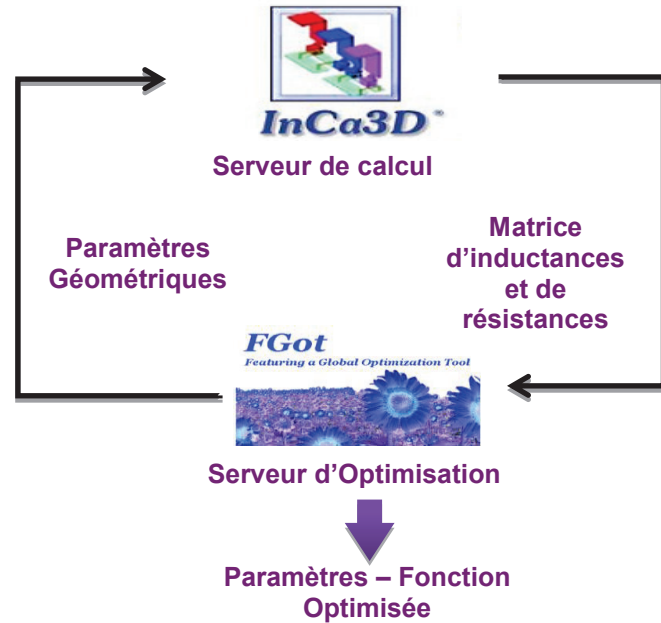 InCa3D®
Serveur de calcul
Paramètres
Géométriques
Matrice
d’inductances
et de
résistances
FGot
Featuring a Global Optimization Tool
Serveur d’Optimisation
Paramètres – Fonction
Optimisée